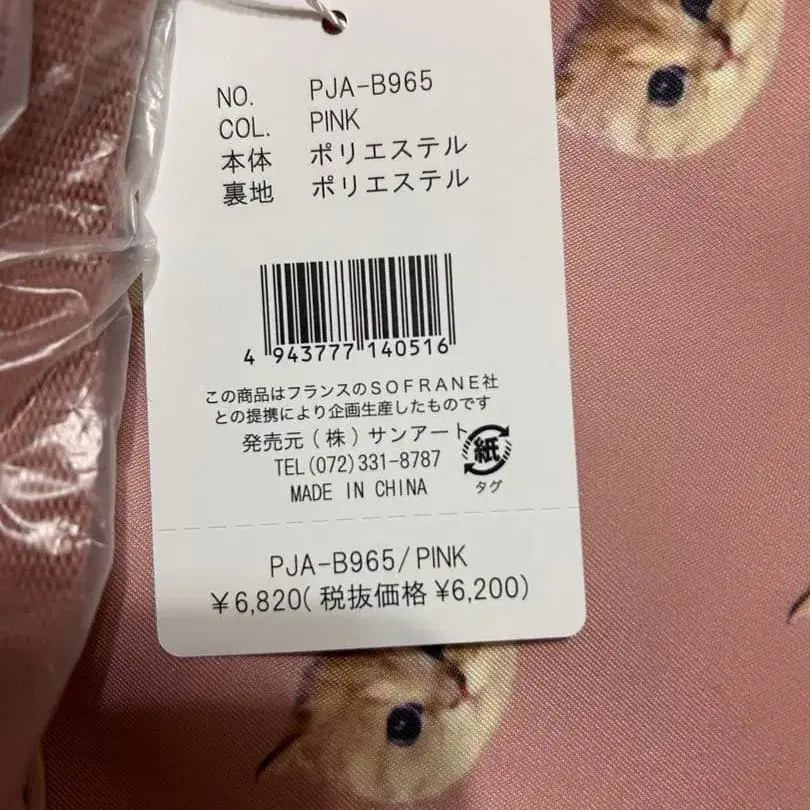 NO. PJA-B965
COL. PINK
本体 ポリエステル
裏地 ポリエステル
4 943777 140516
この商品はフランスのSOFRANE社
との提携により企画生産したものです
発売元(株)サンアート
TEL(072)331-8787
MADE IN CHINA
紙
タグ
PJA-B965/PINK
¥6,820(税抜価格¥6,200)